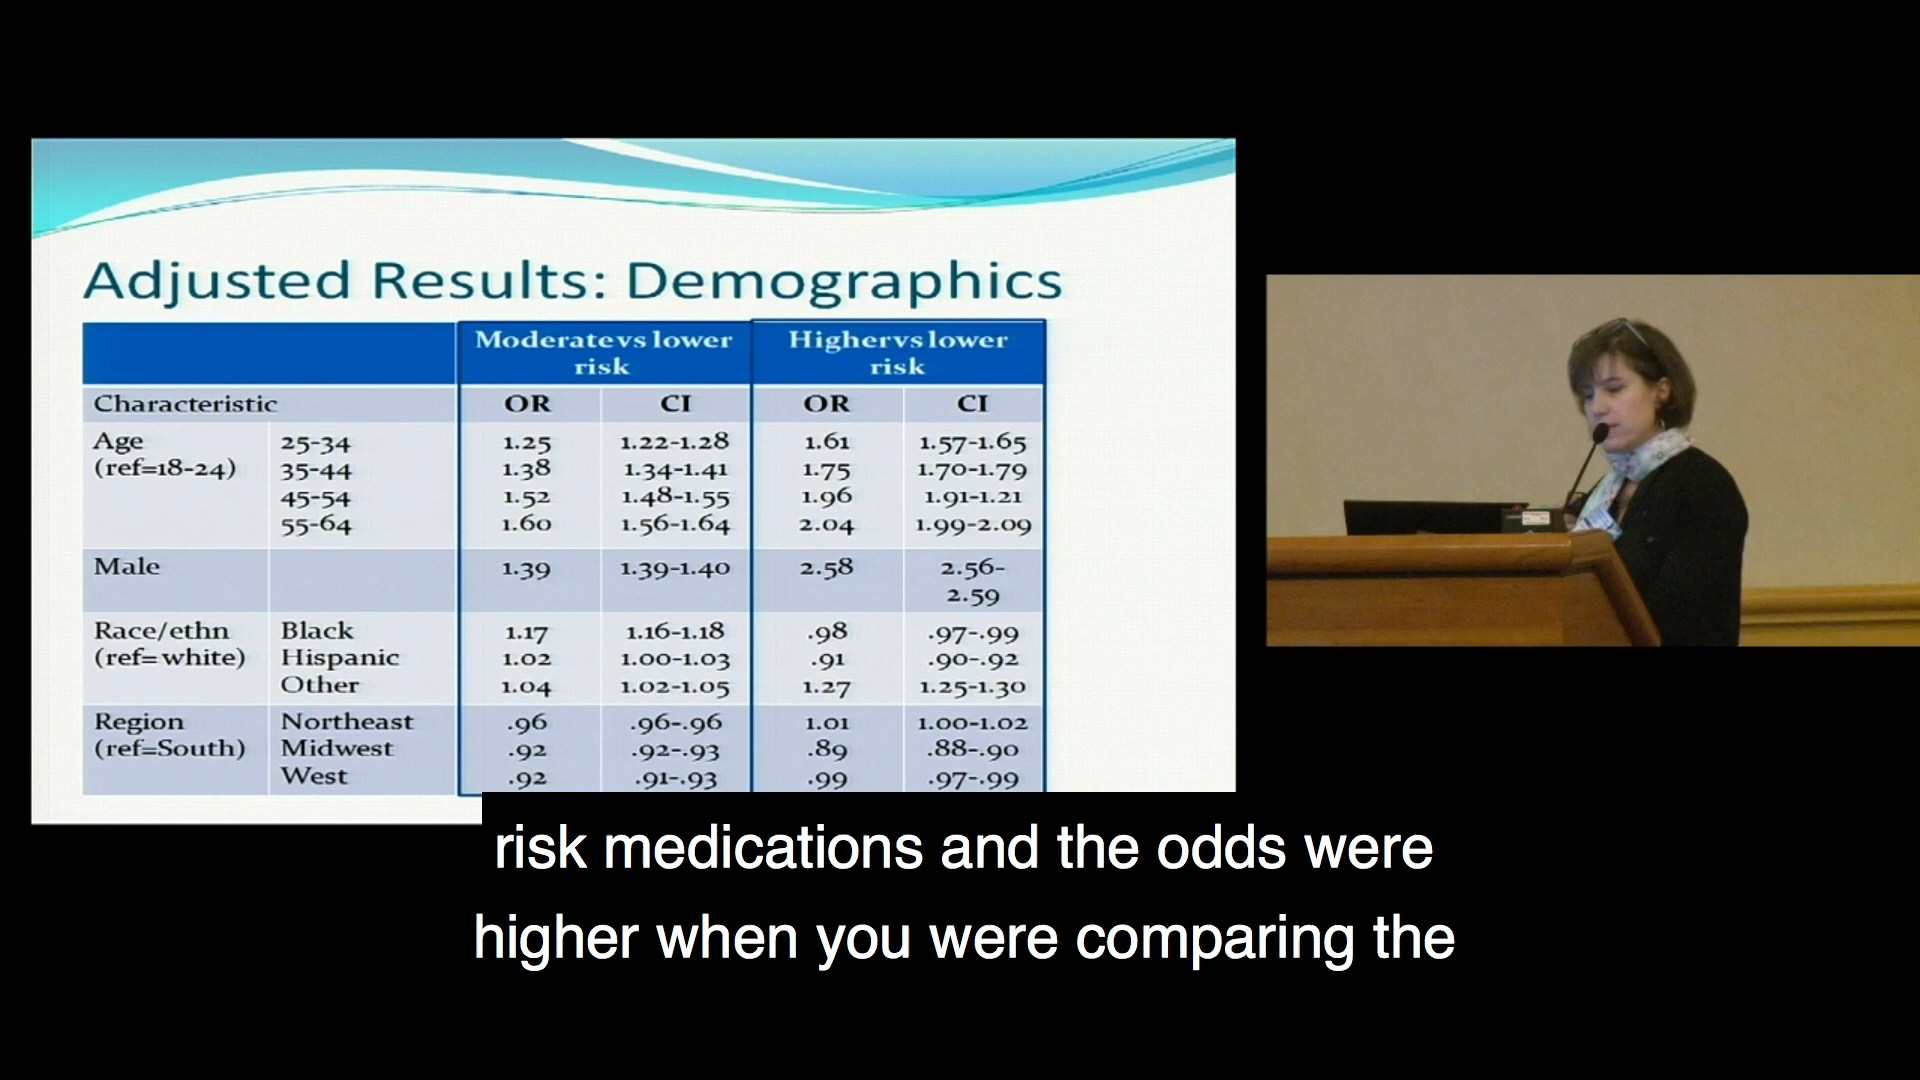 Adjusted Results: Demographics
Moderate vs lower risk Higher vs lower risk
Characteristic OR CI OR CI
Age (ref=18-24) 25-34 1.25 1.22-1.28 1.61 1.57-1.65
35-44 1.38 1.34-1.41 1.75 1.70-1.79
45-54 1.52 1.48-1.55 1.96 1.91-1.21
55-64 1.60 1.56-1.64 2.04 1.99-2.09
Male 1.39 1.39-1.40 2.58 2.56-2.59
Race/ethn (ref=white) Black 1.17 1.16-1.18 .98 .97-.99
Hispanic 1.02 1.00-1.03 .91 .90-.92
Other 1.04 1.02-1.05 1.27 1.25-1.30
Region (ref=South) Northeast .96 .96-.96 1.01 1.00-1.02
Midwest .92 .92-.93 .89 .88-.90
West .92 .91-.93 .99 .97-.99
risk medications and the odds were
higher when you were comparing the